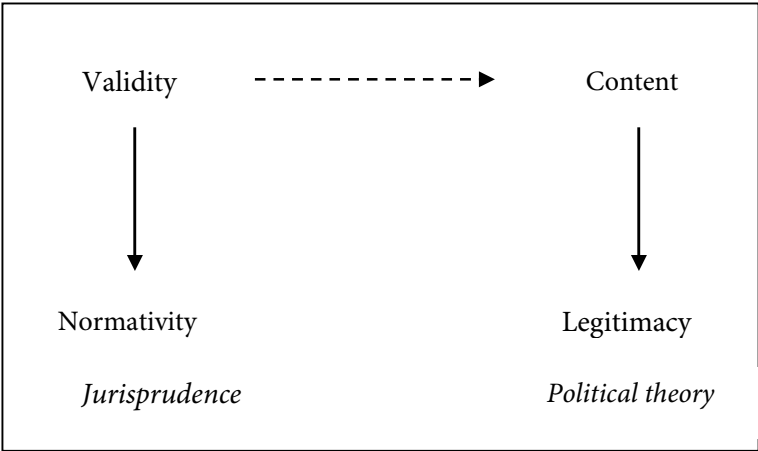 Validity
Content
Normativity
Legitimacy
Jurisprudence
Political theory